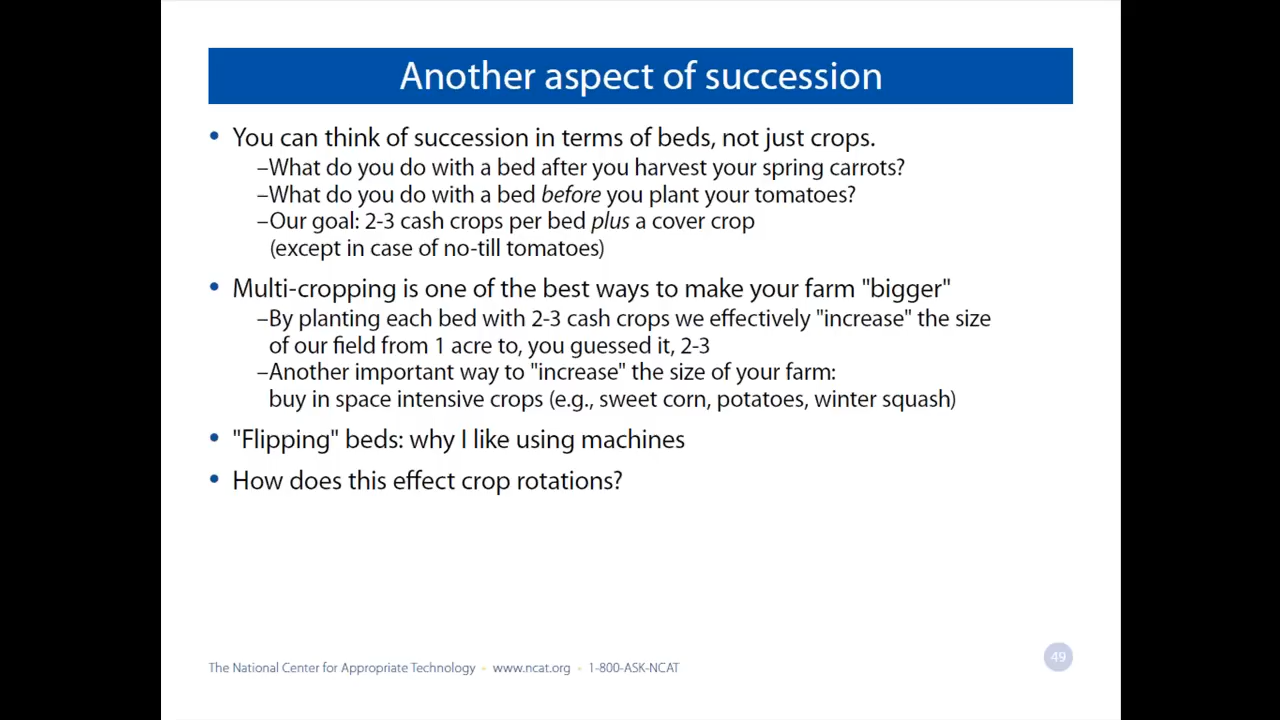 Another aspect of succession
• You can think of succession in terms of beds, not just crops.
–What do you do with a bed after you harvest your spring carrots?
–What do you do with a bed before you plant your tomatoes?
–Our goal: 2-3 cash crops per bed plus a cover crop
(except in case of no-till tomatoes)
• Multi-cropping is one of the best ways to make your farm "bigger"
–By planting each bed with 2-3 cash crops we effectively "increase" the size
of our field from 1 acre to, you guessed it, 2-3
–Another important way to "increase" the size of your farm:
buy in space intensive crops (e.g., sweet corn, potatoes, winter squash)
• "Flipping" beds: why I like using machines
• How does this effect crop rotations?
The National Center for Appropriate Technology • www.ncat.org • 1-800-ASK-NCAT
49